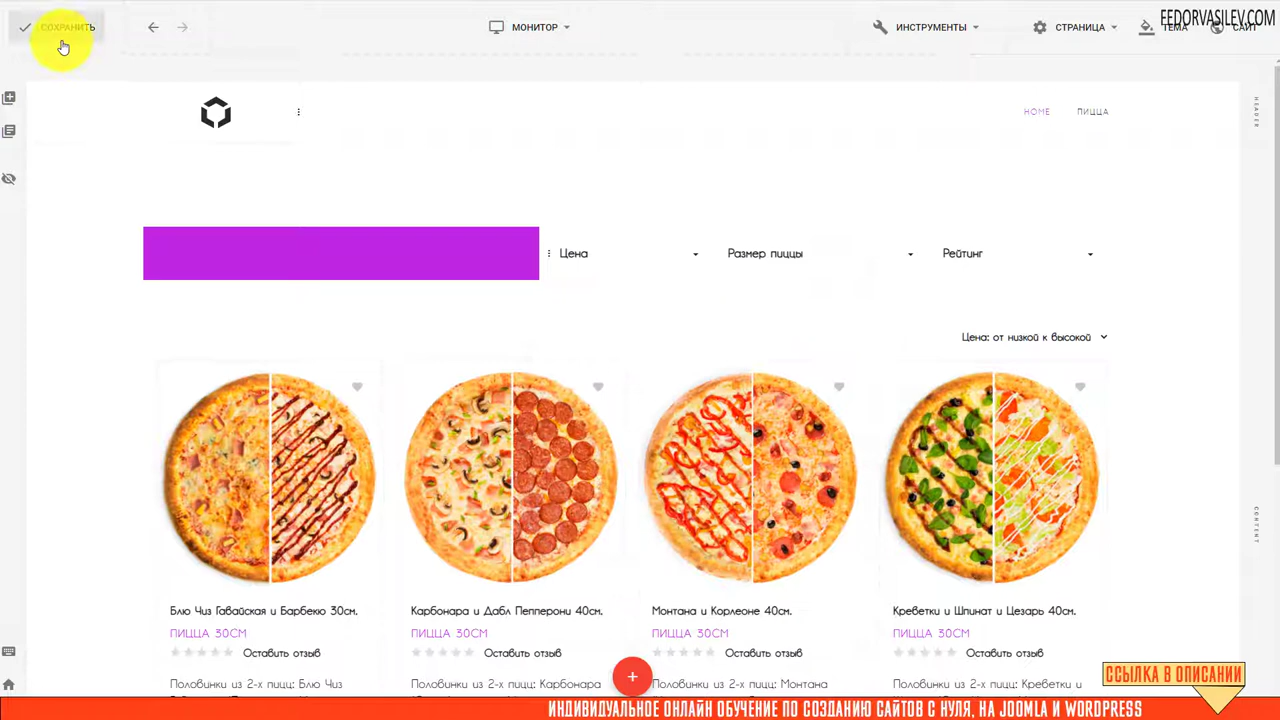 FEDORVASILEV.COM
СОХРАНИТЬ
МОНИТОР
ИНСТРУМЕНТЫ
СТРАНИЦА
ТЕМА
САЙТ
HEADER
HOME
ПИЦЦА
Цена
Размер пиццы
Рейтинг
Цена: от низкой к высокой
CONTENT
Блю Чиз Гавайская и Барбекю 30см.
Карбонара и Дабл Пепперони 40см.
Монтана и Корлеоне 40см.
Креветки и Шпинат и Цезарь 40см.
ПИЦЦА 30СМ
ПИЦЦА 30СМ
ПИЦЦА 30СМ
ПИЦЦА 30СМ
Оставить отзыв
Оставить отзыв
Оставить отзыв
Оставить отзыв
Половинки из 2-х пицц: Блю Чиз
Половинки из 2-х пицц: Карбонара
Половинки из 2-х пицц: Монтана
Половинки из 2-х пицц: Креветки и
ССЫЛКА В ОПИСАНИИ
ИНДИВИДУАЛЬНОЕ ОНЛАЙН ОБУЧЕНИЕ ПО СОЗДАНИЮ САЙТОВ С НУЛЯ, НА JOOMLA И WORDPRESS